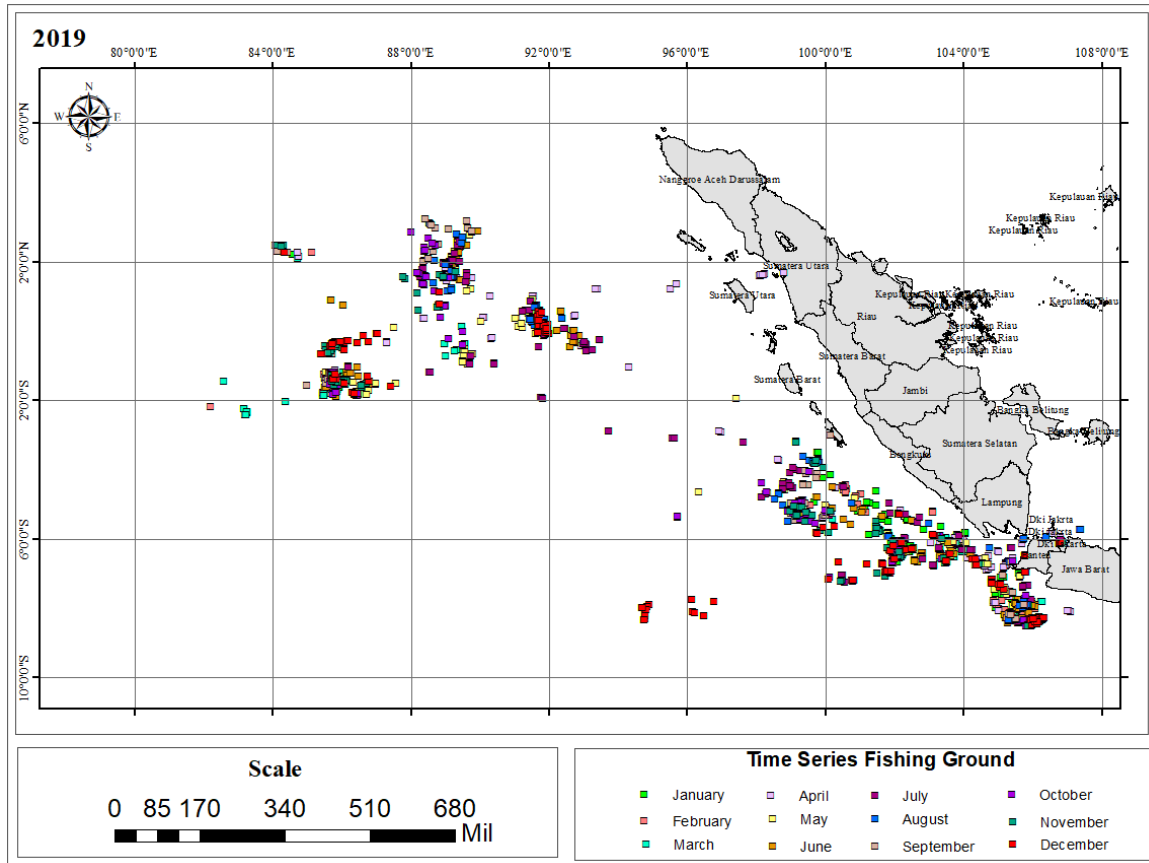 2019
80°0'0"E 84°0'0"E 88°0'0"E 92°0'0"E 96°0'0"E 100°0'0"E 104°0'0"E 108°0'0"E
N
W E
S
6°0'0"N
2°0'0"N
2°0'0"S
6°0'0"S
10°0'0"S
Nanggroe Aceh Darussalam
Kepulauan Riau
Kepulauan Riau
Kepulauan Riau
Sumatera Utara
Sumatera Utara
Kepulauan Riau
Kepulauan Riau
Kepulauan Riau
Riau
Kepulauan Riau
Kepulauan Riau
Kepulauan Riau
Sumatera Barat
Sumatera Barat
Jambi
Bangka Belitung
Bangka Belitung
Sumatera Selatan
Bengkulu
Lampung
Dki Jakrta
Dki Jakarta
Banten
Jawa Barat
Scale
0 85 170 340 510 680
Mil
Time Series Fishing Ground
January April July October
February May August November
March June September December